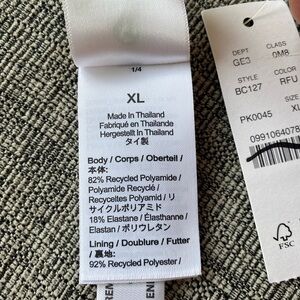 1/4
XL
Made In Thailand
Fabriqué en Thaïlande
Hergestellt in Thailand
タイ製
Body / Corps / Oberteil /
本体:
82% Recycled Polyamide /
Polyamide Recyclé /
Recyceltes Polyamid / リ
サイクルポリアミド
18% Elastane / Élasthanne /
Elastan / ポリウレタン
Lining / Doublure / Futter
/ 裏地:
92% Recycled Polyester /
DEPT
CLASS
GE3
0M8
STYLE
COLOR
BC127
RFU
SIZE
PK0045
0991064078
FSC